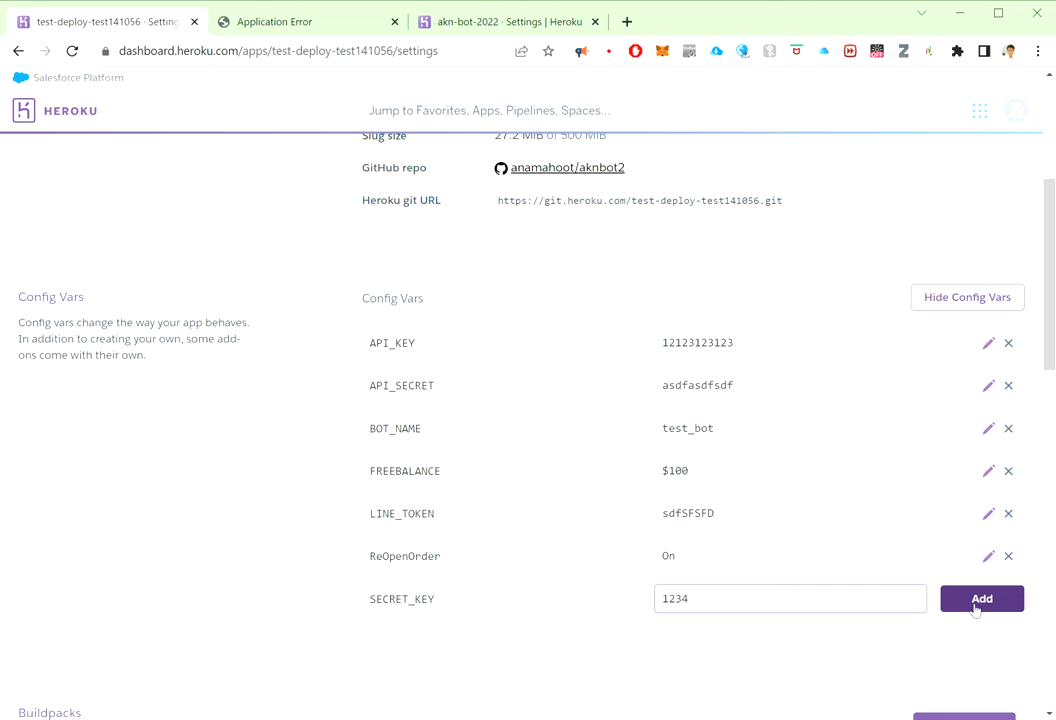 test-deploy-test141056 · Setting
Application Error
akn-bot-2022 · Settings | Heroku
dashboard.heroku.com/apps/test-deploy-test141056/settings
Salesforce Platform
HEROKU
Jump to Favorites, Apps, Pipelines, Spaces...
Slug size 27.2 MiB of 500 MiB
GitHub repo anamahoot/aknbot2
Heroku git URL https://git.heroku.com/test-deploy-test141056.git
Config Vars
Config vars change the way your app behaves.
In addition to creating your own, some add-
ons come with their own.
Config Vars
Hide Config Vars
API_KEY 12123123123
API_SECRET asdfasdfsdf
BOT_NAME test_bot
FREEBALANCE $100
LINE_TOKEN sdfSFSFD
ReOpenOrder On
SECRET_KEY 1234 Add
Buildpacks